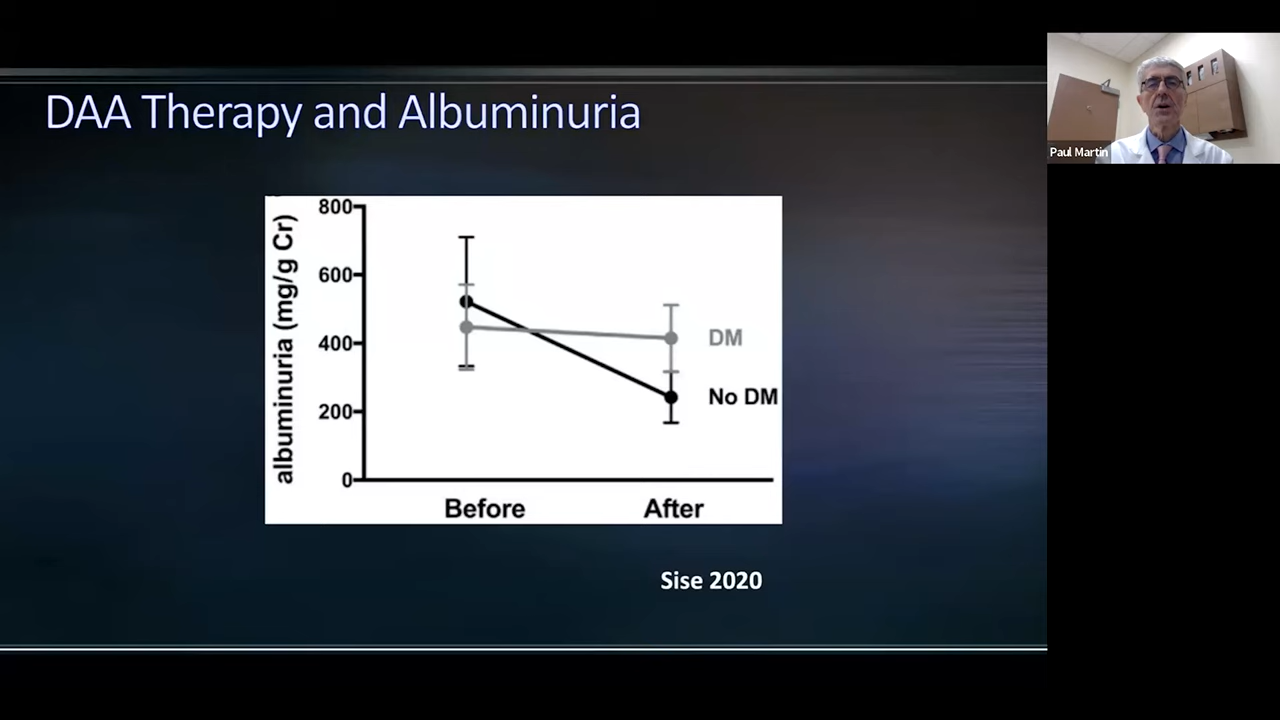 DAA Therapy and Albuminuria
Paul Martin
albuminuria (mg/g Cr)
800
600
400
200
0
DM
No DM
Before
After
Sise 2020